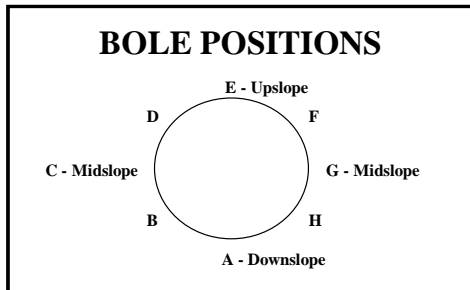 BOLE POSITIONS
E - Upslope
D
F
C - Midslope
G - Midslope
B
H
A - Downslope